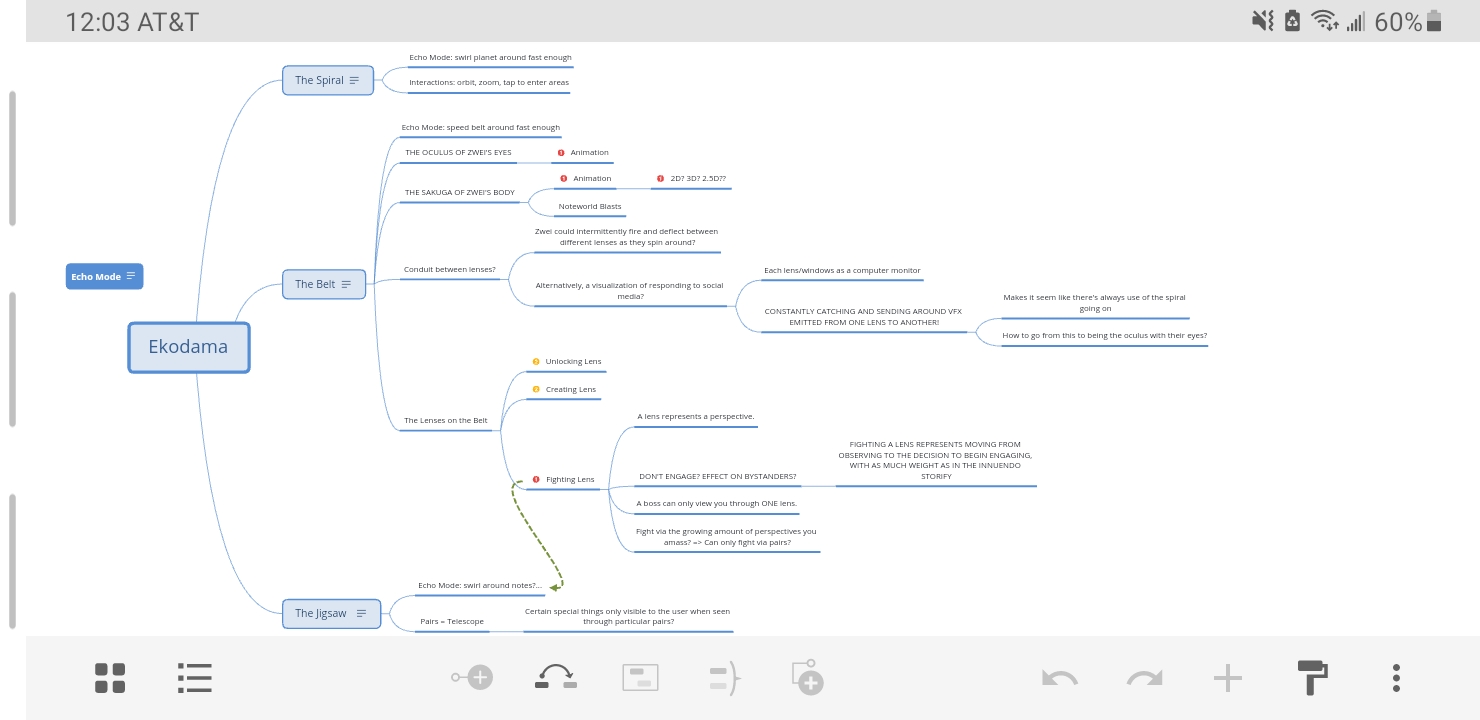 12:03 AT&T
60%
Echo Mode: swirl planet around fast enough
The Spiral
Interactions: orbit, zoom, tap to enter areas
Echo Mode: speed belt around fast enough
THE OCULUS OF ZWEI'S EYES
Animation
THE SAKUGA OF ZWEI'S BODY
Animation
2D? 3D? 2.5D??
Noteworld Blasts
Zwei could intermittently fire and deflect between
different lenses as they spin around?
Conduit between lenses?
Alternatively, a visualization of responding to social
media?
Each lens/windows as a computer monitor
CONSTANTLY CATCHING AND SENDING AROUND VFX
EMITTED FROM ONE LENS TO ANOTHER!
Makes it seem like there's always use of the spiral
going on
How to go from this to being the oculus with their eyes?
Echo Mode
The Belt
Ekodama
Unlocking Lens
Creating Lens
The Lenses on the Belt
A lens represents a perspective.
FIGHTING A LENS REPRESENTS MOVING FROM
OBSERVING TO THE DECISION TO BEGIN ENGAGING,
WITH AS MUCH WEIGHT AS IN THE INNUENDO
STORIFY
DON'T ENGAGE? EFFECT ON BYSTANDERS?
Fighting Lens
A boss can only view you through ONE lens.
Fight via the growing amount of perspectives you
amass? => Can only fight via pairs?
Echo Mode: swirl around notes?...
The Jigsaw
Pairs = Telescope
Certain special things only visible to the user when seen
through particular pairs?